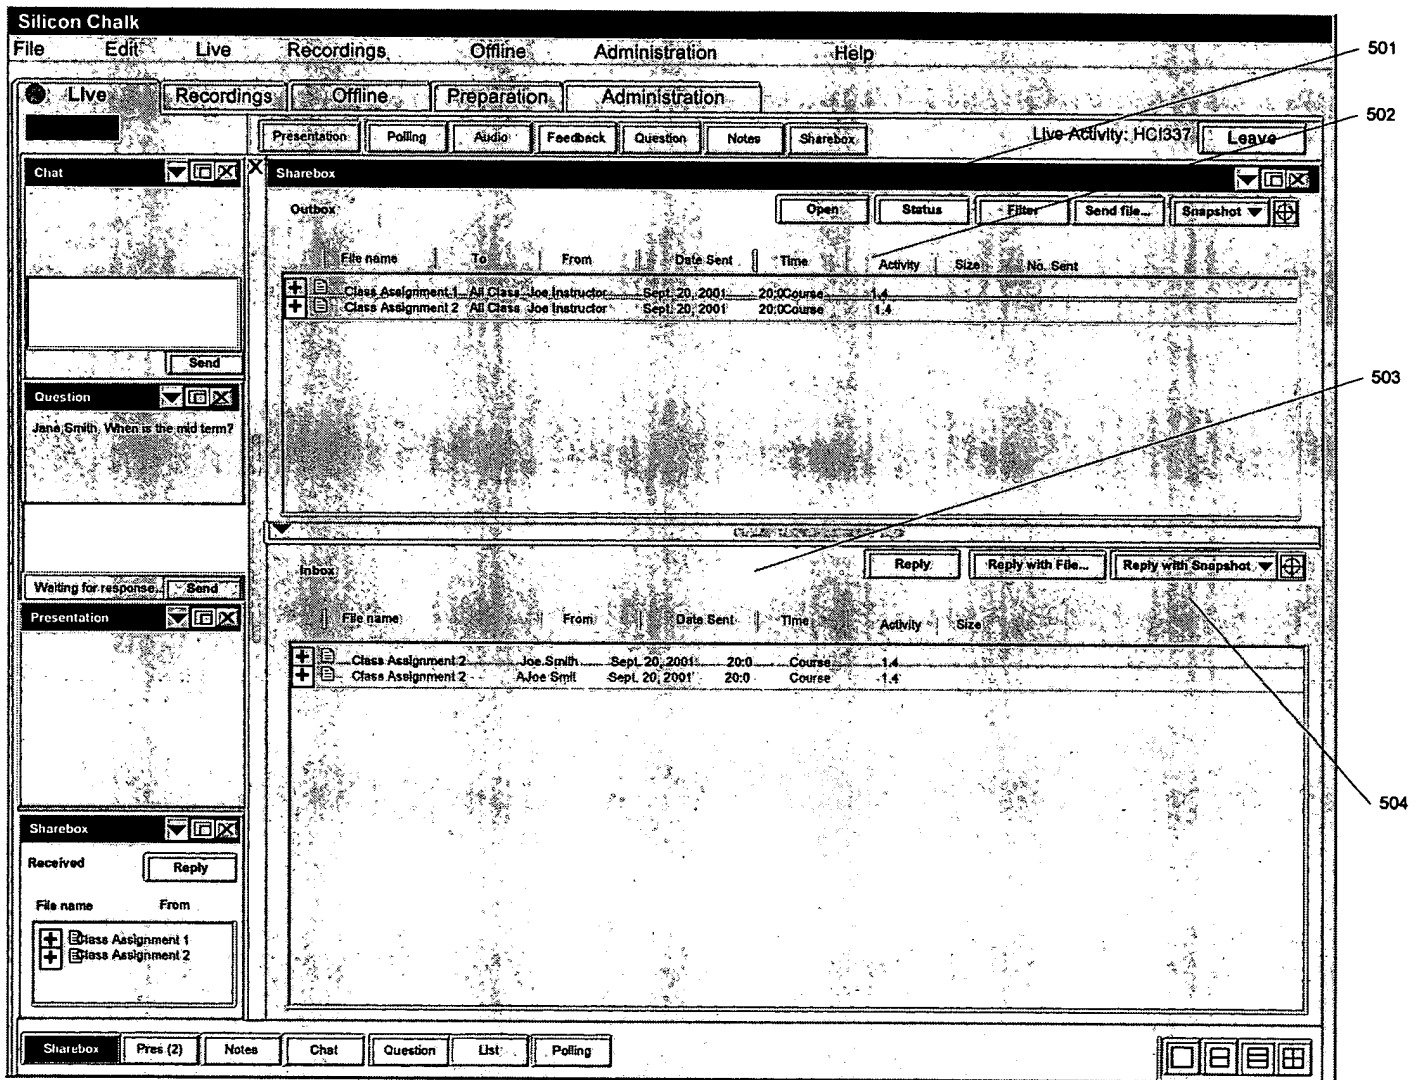 Silicon Chalk
File Edit Live Recordings Offline Administration Help
501
Live Recordings Offline Preparation Administration
502
Presentation Polling Audio Feedback Question Notes Sharebox Live Activity: HCI337 Leave
Chat
Send
Question
Jane Smith, When is the mid term?
Waiting for response... Send
Presentation
Sharebox
Received Reply
File name From
Class Assignment 1
Class Assignment 2
X Sharebox
Outbox Open Status Filter Send file... Snapshot
File name To From Date Sent Time Activity Size No. Sent
Class Assignment 1 All Class Joe Instructor Sept. 20, 2001 20:0Course 1.4
Class Assignment 2 All Class Joe Instructor Sept. 20, 2001 20:0Course 1.4
503
Inbox Reply Reply with File... Reply with Snapshot
File name From Date Sent Time Activity Size
Class Assignment 2 Joe Smith Sept. 20, 2001 20:0 Course 1.4
Class Assignment 2 AJoe Smit Sept. 20, 2001 20:0 Course 1.4
504
Sharebox Pres (2) Notes Chat Question List Polling